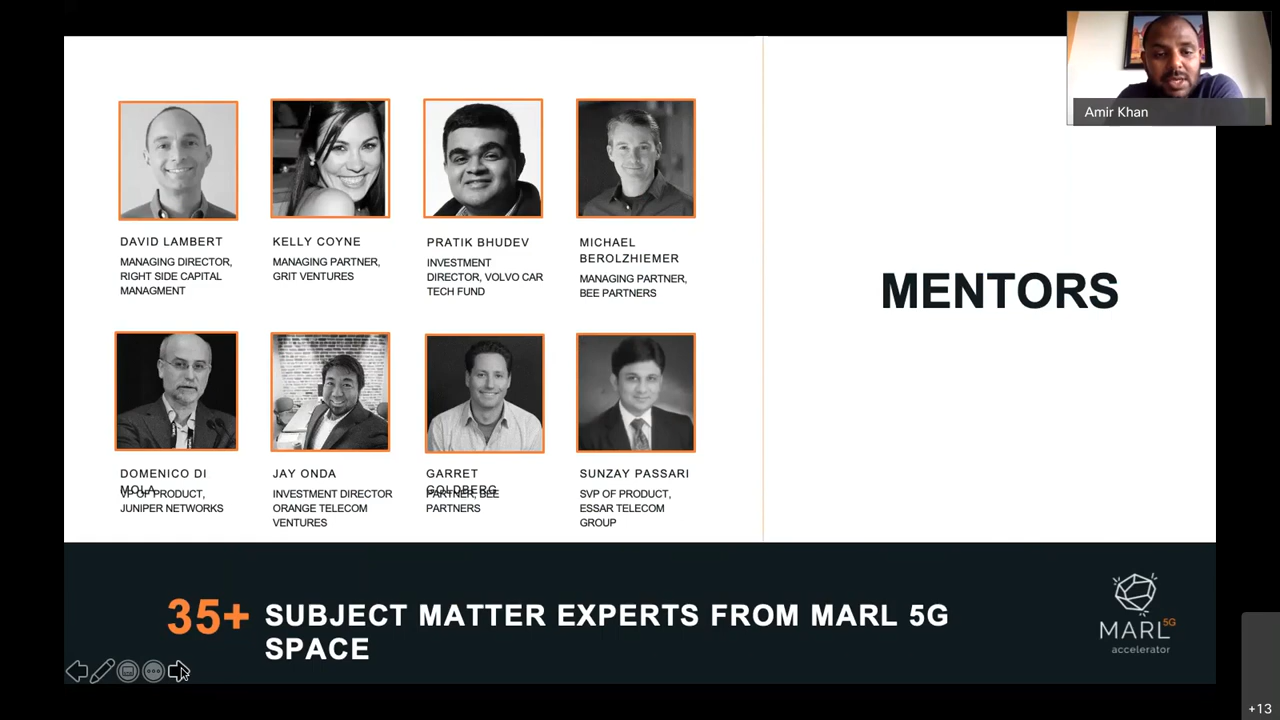 Amir Khan
DAVID LAMBERT
MANAGING DIRECTOR,
RIGHT SIDE CAPITAL
MANAGMENT
KELLY COYNE
MANAGING PARTNER,
GRIT VENTURES
PRATIK BHUDEV
INVESTMENT
DIRECTOR, VOLVO CAR
TECH FUND
MICHAEL
BEROLZHIEMER
MANAGING PARTNER,
BEE PARTNERS
MENTORS
DOMENICO DI
MOLA
VP OF PRODUCT,
JUNIPER NETWORKS
JAY ONDA
INVESTMENT DIRECTOR
ORANGE TELECOM
VENTURES
GARRET
GOLDBERG
PARTNER, BEE
PARTNERS
SUNZAY PASSARI
SVP OF PRODUCT,
ESSAR TELECOM
GROUP
35+ SUBJECT MATTER EXPERTS FROM MARL 5G
SPACE
MARL 5G
accelerator
+13